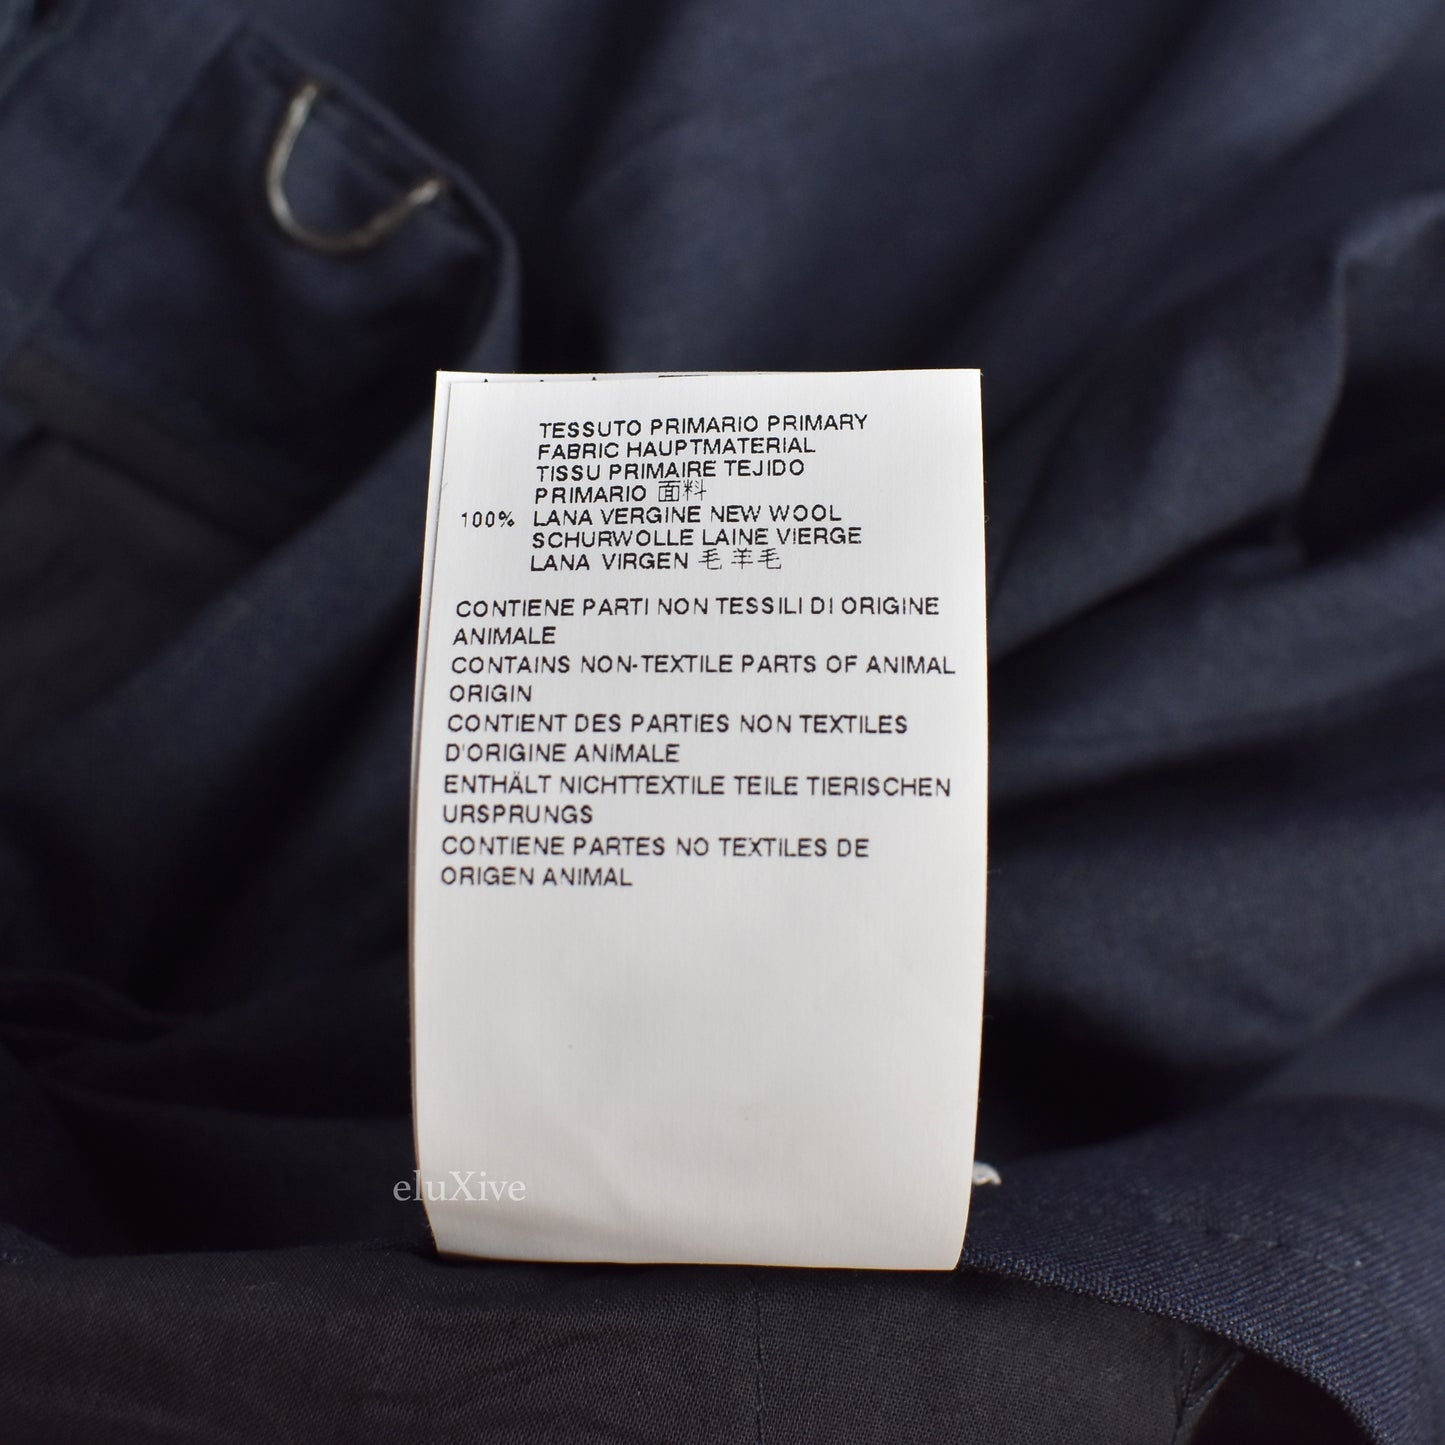 TESSUTO PRIMARIO PRIMARY
FABRIC HAUPTMATERIAL
TISSU PRIMAIRE TEJIDO
PRIMARIO 面料
100% LANA VERGINE NEW WOOL
SCHURWOLLE LAINE VIERGE
LANA VIRGEN 毛 羊毛
CONTIENE PARTI NON TESSILI DI ORIGINE
ANIMALE
CONTAINS NON-TEXTILE PARTS OF ANIMAL
ORIGIN
CONTIENT DES PARTIES NON TEXTILES
D'ORIGINE ANIMALE
ENTHÄLT NICHTTEXTILE TEILE TIERISCHEN
URSPRUNGS
CONTIENE PARTES NO TEXTILES DE
ORIGEN ANIMAL
eluXive